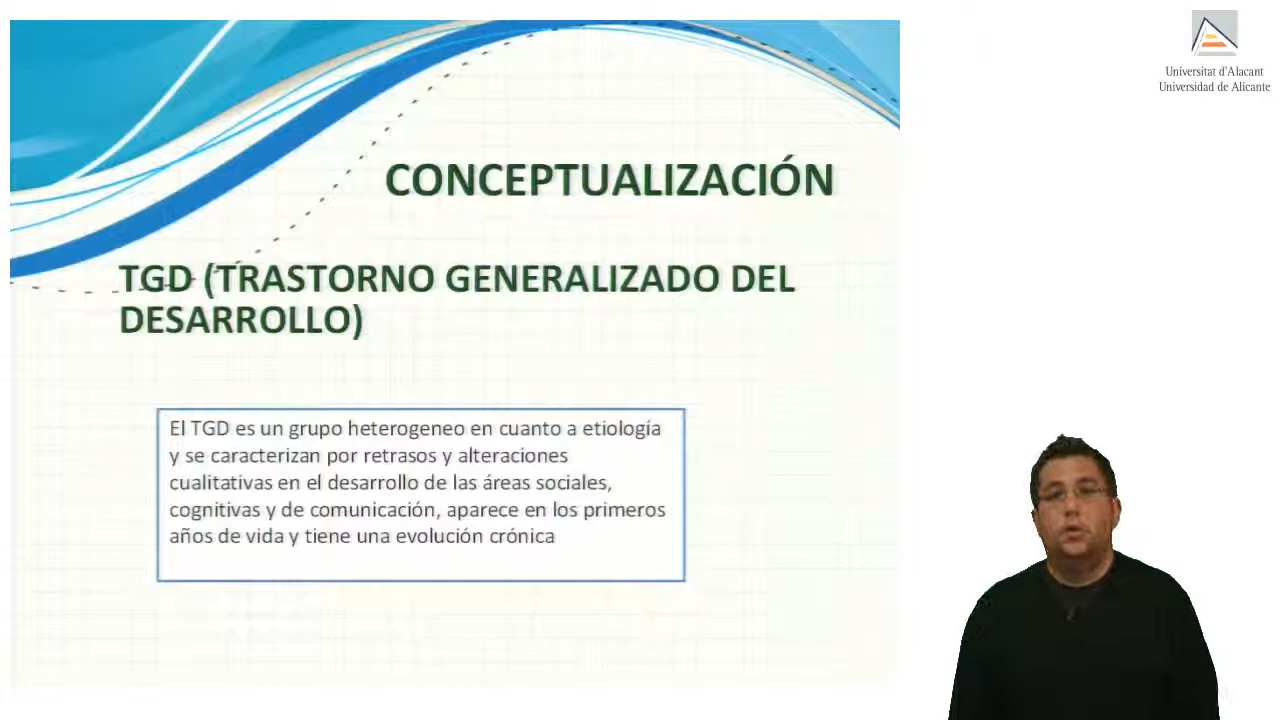 Universitat d'Alacant
Universidad de Alicante
CONCEPTUALIZACIÓN
TGD (TRASTORNO GENERALIZADO DEL
DESARROLLO)
El TGD es un grupo heterogeneo en cuanto a etiología
y se caracterizan por retrasos y alteraciones
cualitativas en el desarrollo de las áreas sociales,
cognitivas y de comunicación, aparece en los primeros
años de vida y tiene una evolución crónica